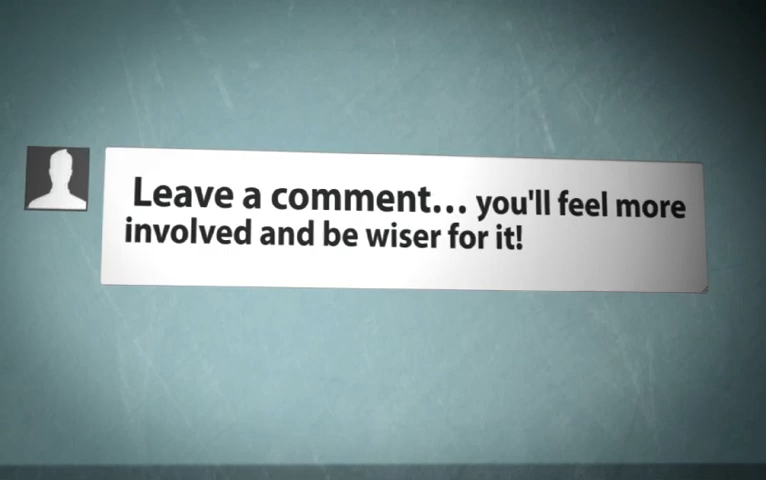 Leave a comment... you'll feel more
involved and be wiser for it!